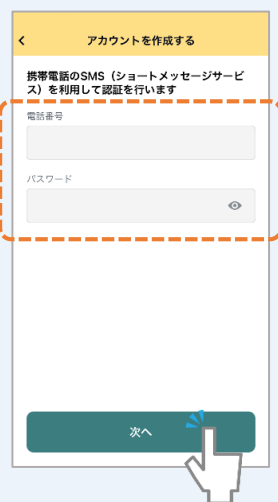 アカウントを作成する
携帯電話のSMS（ショートメッセージサービ
ス）を利用して認証を行います
電話番号
パスワード
次へ